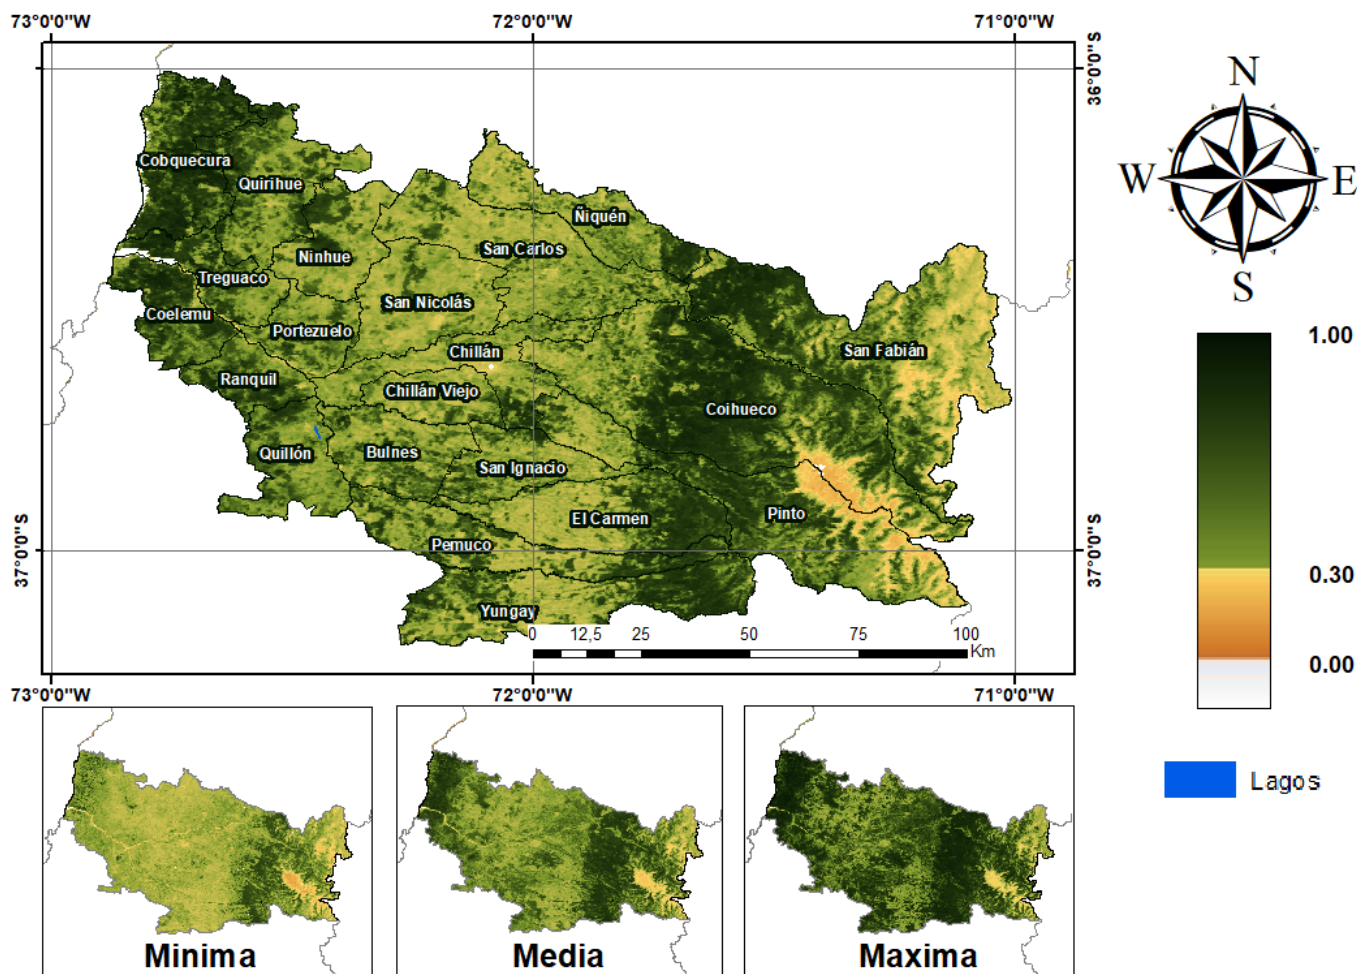 73°0'0"W 72°0'0"W 71°0'0"W
36°0'0"S
N
W E
S
Cobquecura
Quirihue
Ñiquén
San Carlos
Ninhue
Treguaco
San Nicolás
Coelemu
Portezuelo
Chillán
San Fabián
Ranquil
Chillán Viejo
Coihueco
Quillón
Bulnes
San Ignacio
El Carmen
Pinto
Pemuco
Yungay
37°0'0"S 37°0'0"S
0 12,5 25 50 75 100
Km
73°0'0"W 72°0'0"W 71°0'0"W
1.00
0.30
0.00
Lagos
Minima Media Maxima